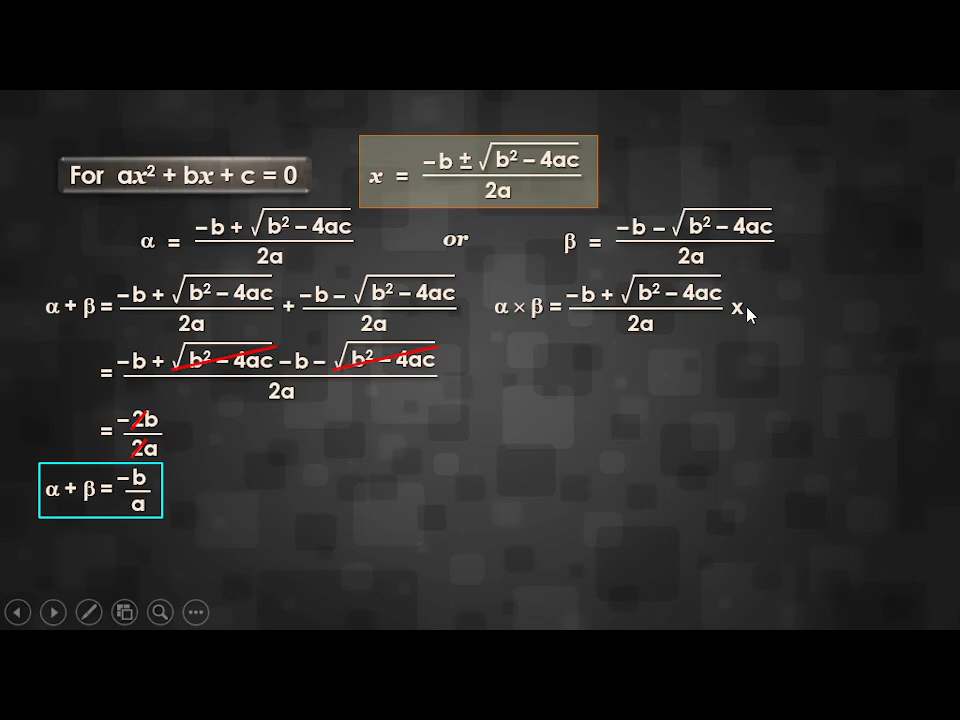 For ax² + bx + c = 0
x = −b ± √b² − 4ac / 2a
α = −b + √b² − 4ac / 2a or β = −b − √b² − 4ac / 2a
α + β = −b + √b² − 4ac / 2a + −b − √b² − 4ac / 2a
= −b + √b² − 4ac − b − √b² − 4ac / 2a
= −2b / 2a
α + β = −b / a
α × β = −b + √b² − 4ac / 2a x